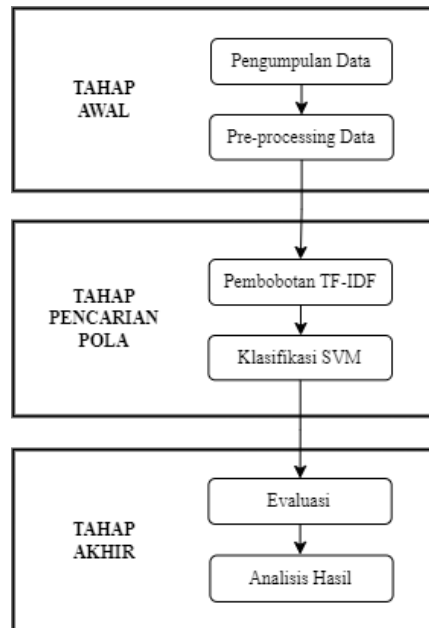 TAHAP
AWAL
Pengumpulan Data
Pre-processing Data
TAHAP
PENCARIAN
POLA
Pembobotan TF-IDF
Klasifikasi SVM
TAHAP
AKHIR
Evaluasi
Analisis Hasil